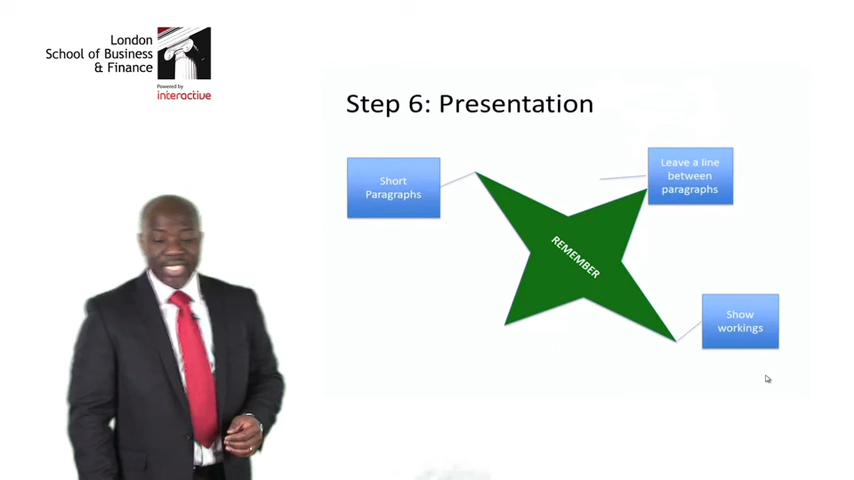 London
School of Business
& Finance
Powered by
interactive
Step 6: Presentation
Short
Paragraphs
Leave a line
between
paragraphs
REMEMBER
Show
workings